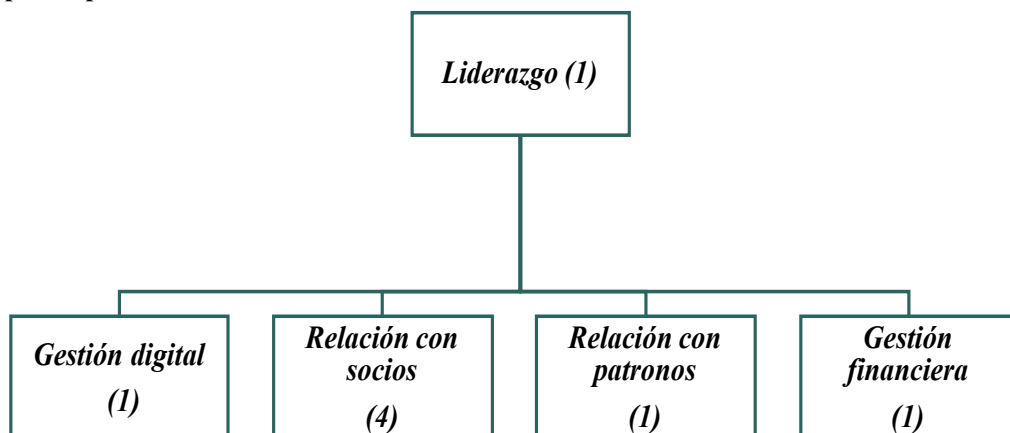 Liderazgo (1)
Gestión digital
(1)
Relación con
socios
(4)
Relación con
patronos
(1)
Gestión
financiera
(1)